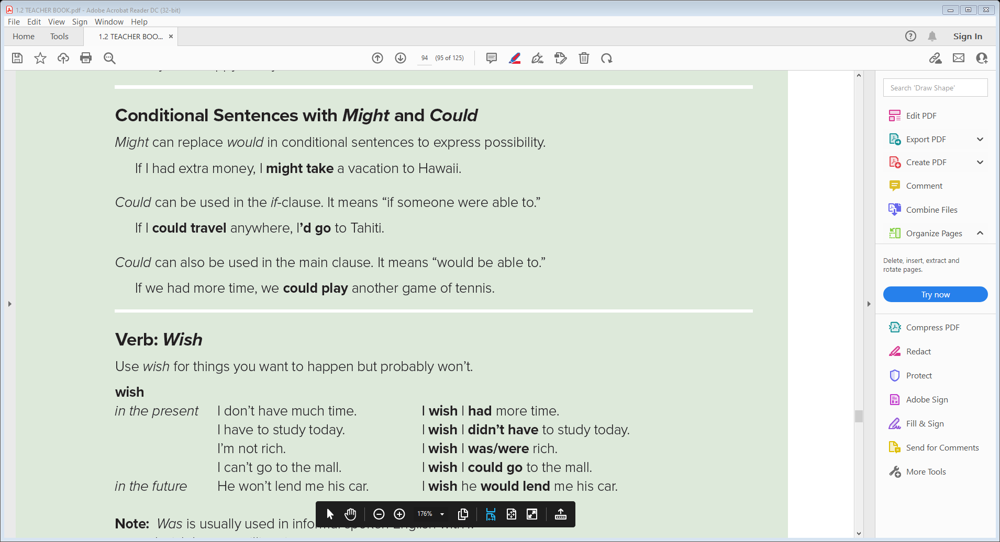 1.2 TEACHER BOOK.pdf - Adobe Acrobat Reader DC (32-bit)
File Edit View Sign Window Help
Home Tools 1.2 TEACHER BOO... × Sign In
94 (95 of 125)
Conditional Sentences with Might and Could
Might can replace would in conditional sentences to express possibility.
If I had extra money, I might take a vacation to Hawaii.
Could can be used in the if-clause. It means “if someone were able to.”
If I could travel anywhere, I’d go to Tahiti.
Could can also be used in the main clause. It means “would be able to.”
If we had more time, we could play another game of tennis.
Verb: Wish
Use wish for things you want to happen but probably won’t.
wish
in the present I don’t have much time. I wish I had more time.
I have to study today. I wish I didn’t have to study today.
I’m not rich. I wish I was/were rich.
I can’t go to the mall. I wish I could go to the mall.
in the future He won’t lend me his car. I wish he would lend me his car.
Note: Was is usually used in informal spoken English with I.
176%
Search 'Draw Shape'
Edit PDF
Export PDF
Create PDF
Comment
Combine Files
Organize Pages
Delete, insert, extract and
rotate pages.
Try now
Compress PDF
Redact
Protect
Adobe Sign
Fill & Sign
Send for Comments
More Tools